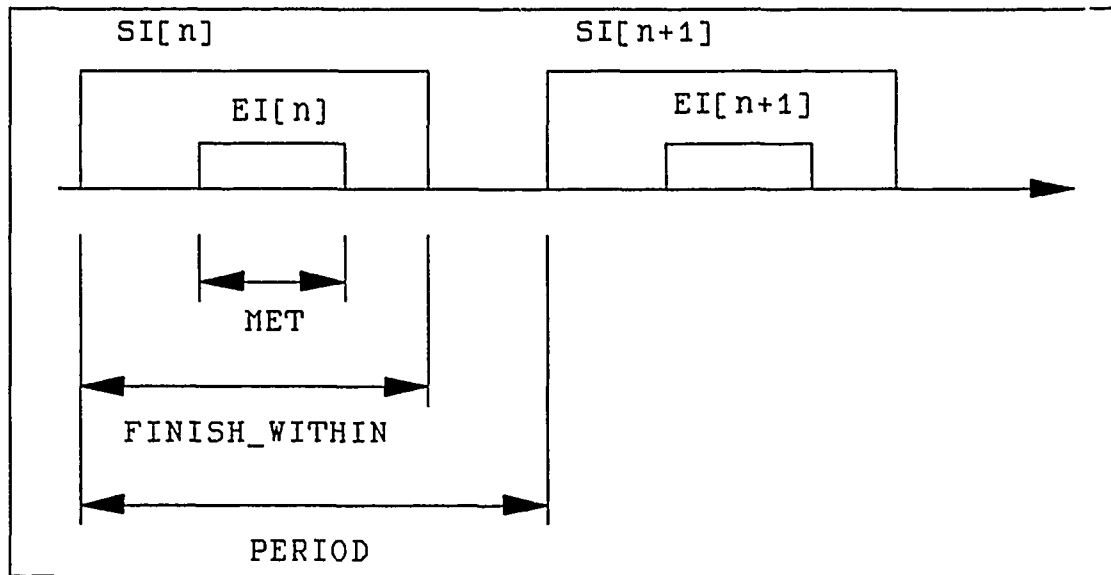 SI[n] SI[n+1]
EI[n] EI[n+1]
MET
FINISH_WITHIN
PERIOD